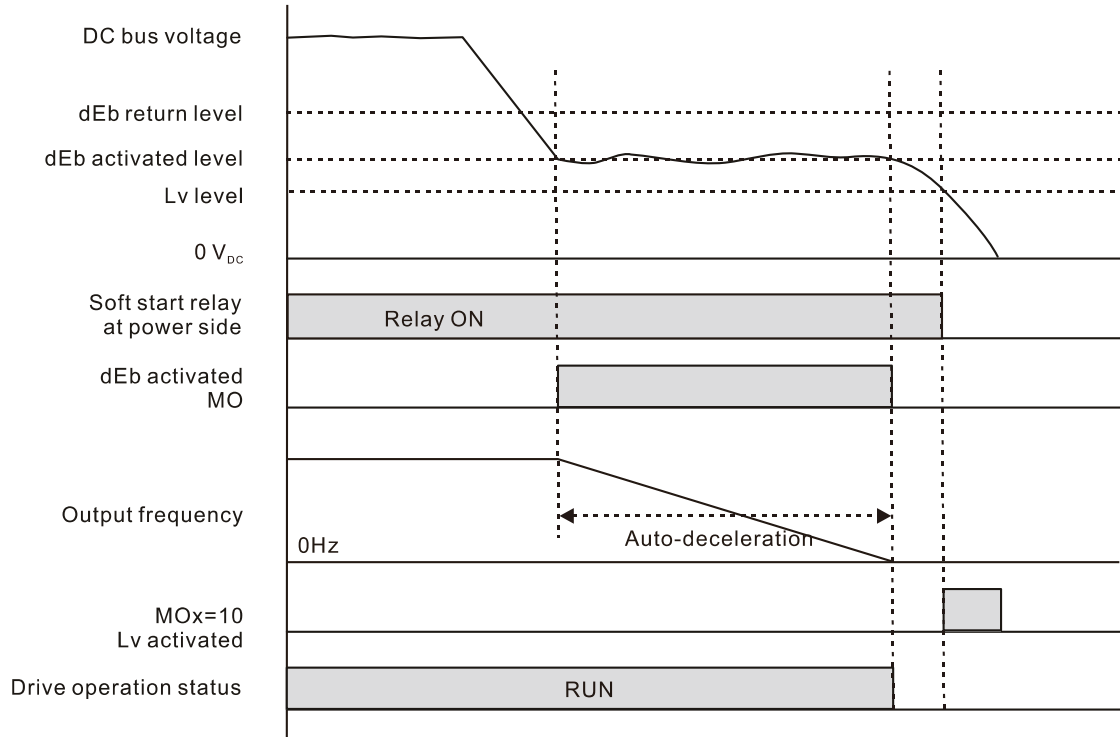 DC bus voltage
dEb return level
dEb activated level
Lv level
0 VDC
Soft start relay
at power side
Relay ON
dEb activated
MO
Output frequency
0Hz
Auto-deceleration
MOx=10
Lv activated
Drive operation status
RUN